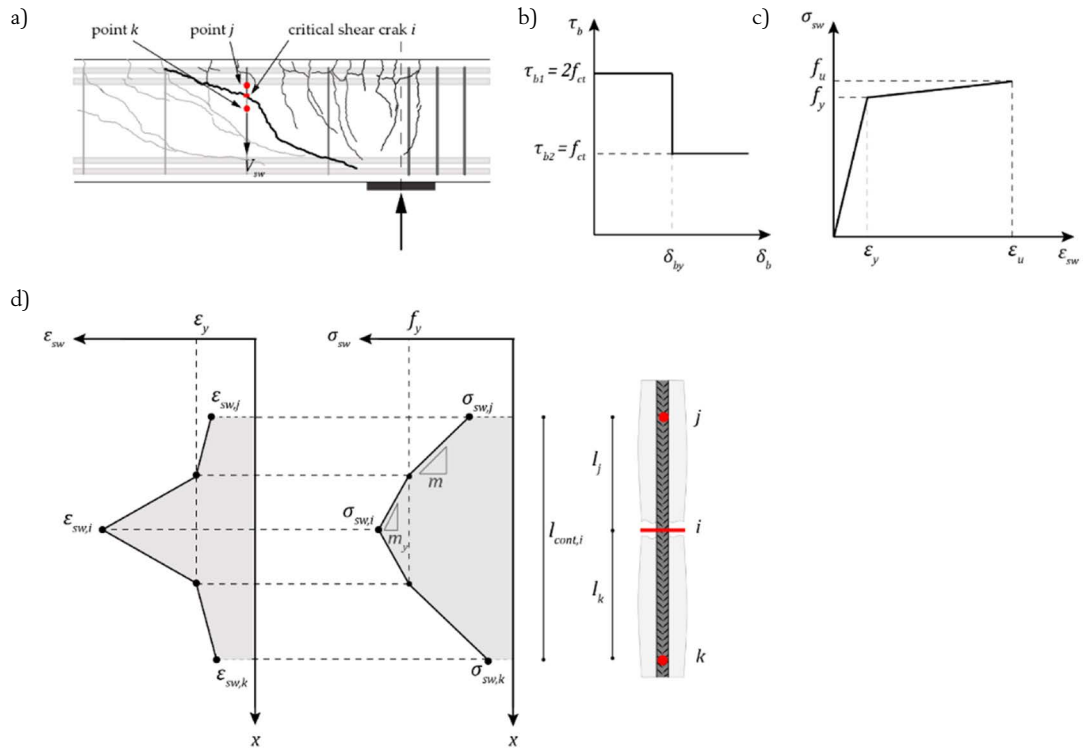 a)
point k
point j
critical shear crak i
V_sw
b)
τ_b
τ_b1 = 2f_ct
τ_b2 = f_ct
δ_by
δ_b
c)
σ_sw
f_u
f_y
ε_y
ε_u
ε_sw
d)
ε_sw
ε_y
ε_sw,j
ε_sw,i
ε_sw,k
x
σ_sw
f_y
σ_sw,j
m
σ_sw,i
m_y
σ_sw,k
x
l_cont,i
l_j
l_k
j
i
k